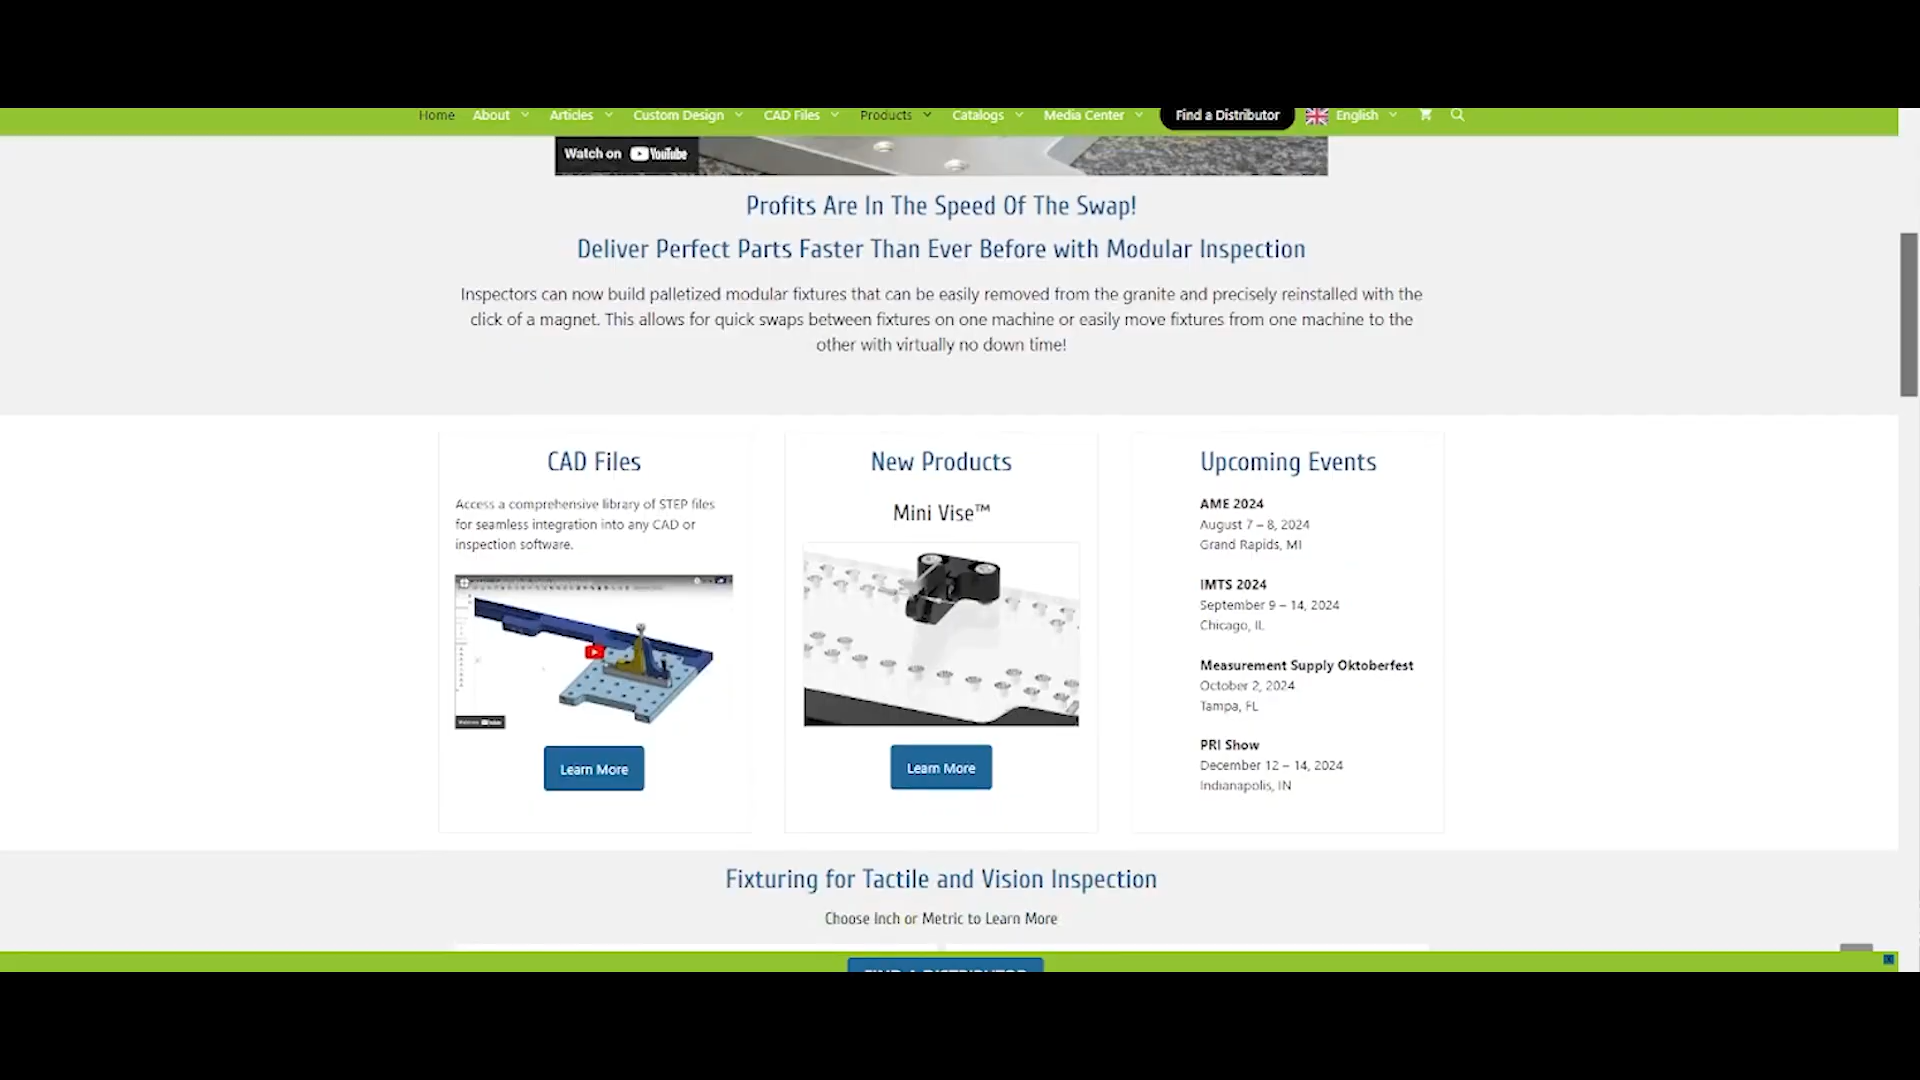 Home About Articles Custom Design CAD Files Products Catalogs Media Center Find a Distributor English
Watch on YouTube
Profits Are In The Speed Of The Swap!
Deliver Perfect Parts Faster Than Ever Before with Modular Inspection
Inspectors can now build palletized modular fixtures that can be easily removed from the granite and precisely reinstalled with the
click of a magnet. This allows for quick swaps between fixtures on one machine or easily move fixtures from one machine to the
other with virtually no down time!
CAD Files
Access a comprehensive library of STEP files
for seamless integration into any CAD or
inspection software.
Learn More
New Products
Mini Vise™
Learn More
Upcoming Events
AME 2024
August 7 – 8, 2024
Grand Rapids, MI
IMTS 2024
September 9 – 14, 2024
Chicago, IL
Measurement Supply Oktoberfest
October 2, 2024
Tampa, FL
PRI Show
December 12 – 14, 2024
Indianapolis, IN
Fixturing for Tactile and Vision Inspection
Choose Inch or Metric to Learn More
FIND A DISTRIBUTOR